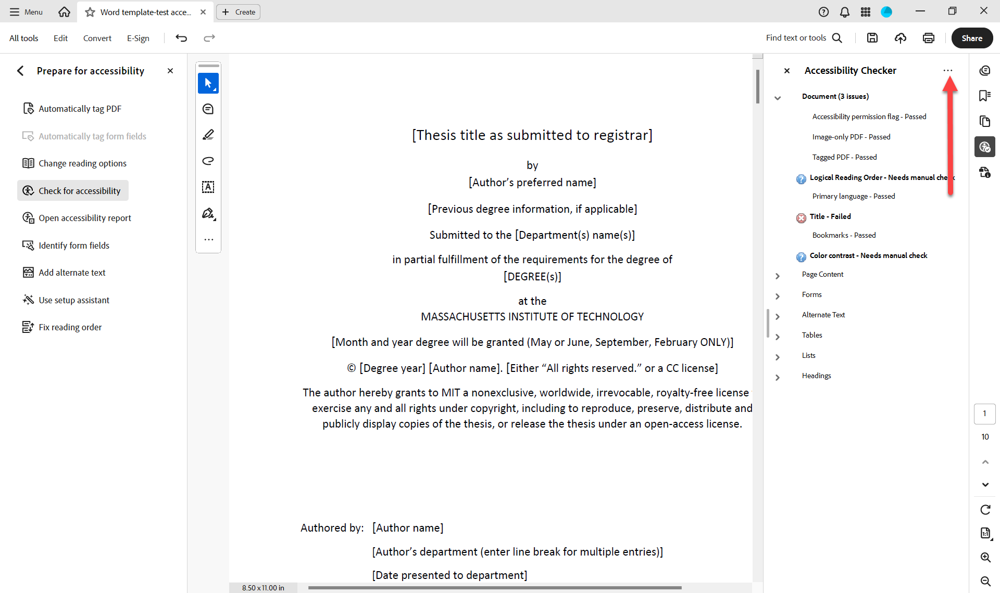 Menu
Word template-test acce...
Create
All tools
Edit
Convert
E-Sign
Find text or tools
Share
Prepare for accessibility
Automatically tag PDF
Automatically tag form fields
Change reading options
Check for accessibility
Open accessibility report
Identify form fields
Add alternate text
Use setup assistant
Fix reading order
[Thesis title as submitted to registrar]
by
[Author’s preferred name]
[Previous degree information, if applicable]
Submitted to the [Department(s) name(s)]
in partial fulfillment of the requirements for the degree of
[DEGREE(s)]
at the
MASSACHUSETTS INSTITUTE OF TECHNOLOGY
[Month and year degree will be granted (May or June, September, February ONLY)]
© [Degree year] [Author name]. [Either “All rights reserved.” or a CC license]
The author hereby grants to MIT a nonexclusive, worldwide, irrevocable, royalty-free license
exercise any and all rights under copyright, including to reproduce, preserve, distribute and
publicly display copies of the thesis, or release the thesis under an open-access license.
Authored by: [Author name]
[Author’s department (enter line break for multiple entries)]
[Date presented to department]
8.50 x 11.00 in
Accessibility Checker
Document (3 issues)
Accessibility permission flag - Passed
Image-only PDF - Passed
Tagged PDF - Passed
Logical Reading Order - Needs manual check
Primary language - Passed
Title - Failed
Bookmarks - Passed
Color contrast - Needs manual check
Page Content
Forms
Alternate Text
Tables
Lists
Headings
1
10
1:1